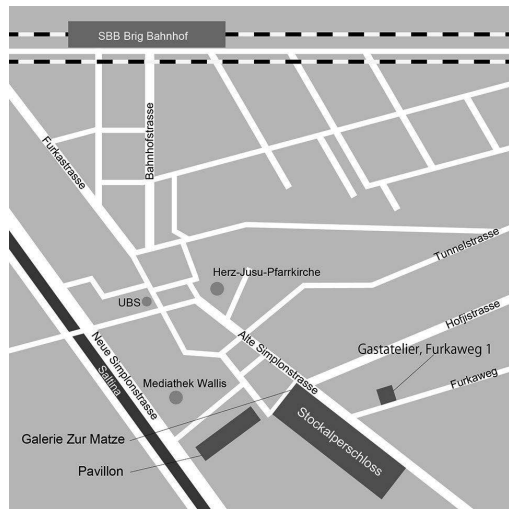 SBB Brig Bahnhof
Furkastrasse
Bahnhofstrasse
Tunnelstrasse
Herz-Jusu-Pfarrkirche
UBS
Hofjistrasse
Alte Simplonstrasse
Neue Simplonstrasse
Saltina
Gastatelier, Furkaweg 1
Furkaweg
Mediathek Wallis
Stockalperschloss
Galerie Zur Matze
Pavillon